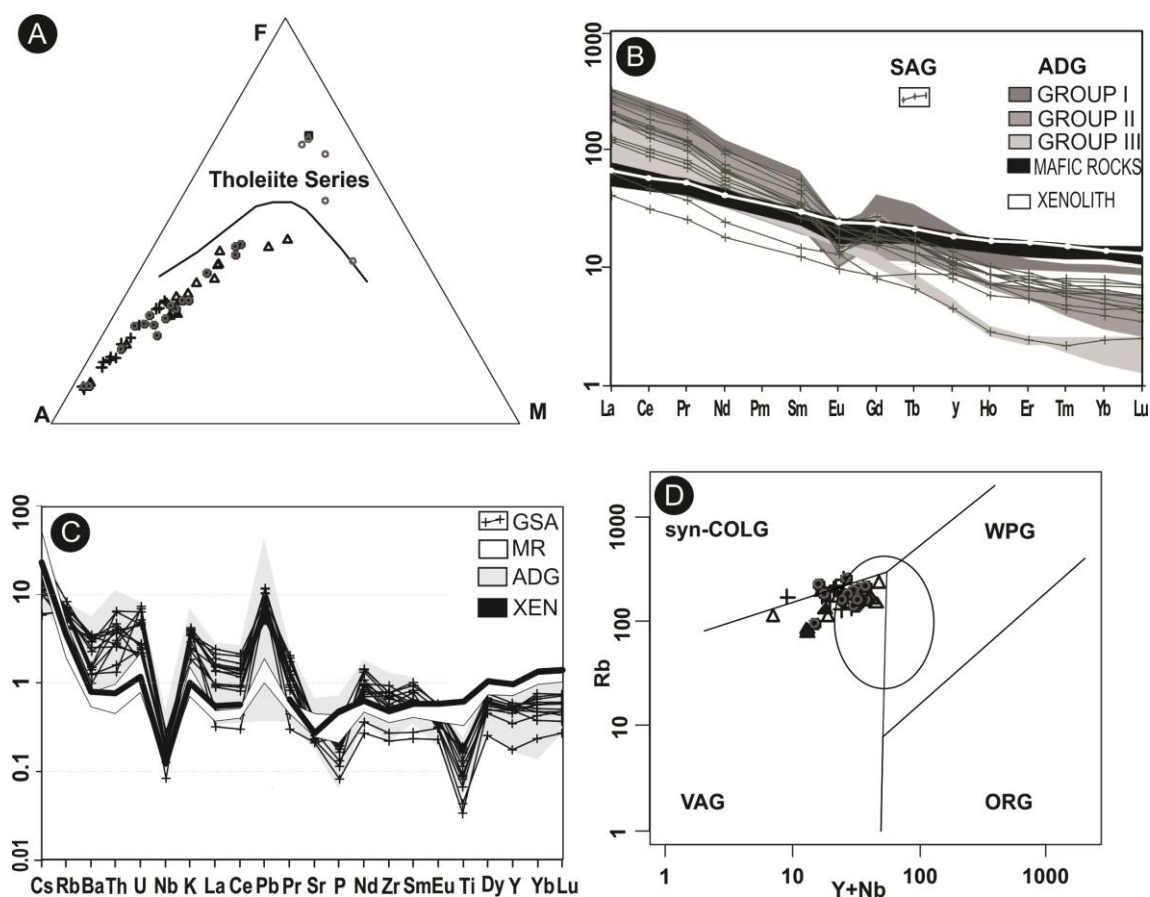 A
F
Tholeiite Series
A
M
B
1000
100
10
1
SAG
ADG
GROUP I
GROUP II
GROUP III
MAFIC ROCKS
XENOLITH
La Ce Pr Nd Pm Sm Eu Gd Tb y Ho Er Tm Yb Lu
C
100
10
1
0.1
0.01
GSA
MR
ADG
XEN
Cs Rb Ba Th U Nb K La Ce Pb Pr Sr P Nd Zr Sm Eu Ti Dy Y Yb Lu
D
syn-COLG
WPG
VAG
ORG
Rb
1000
100
10
1
1 10 100 1000
Y+Nb